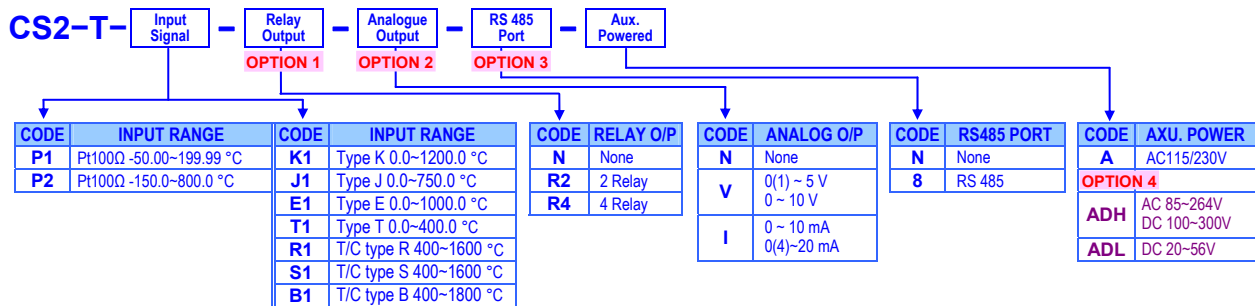 CS2-T- Input Signal - Relay Output - Analogue Output - RS 485 Port - Aux. Powered
OPTION 1 OPTION 2 OPTION 3
CODE INPUT RANGE
P1 Pt100Ω -50.00~199.99 °C
P2 Pt100Ω -150.0~800.0 °C
CODE INPUT RANGE
K1 Type K 0.0~1200.0 °C
J1 Type J 0.0~750.0 °C
E1 Type E 0.0~1000.0 °C
T1 Type T 0.0~400.0 °C
R1 T/C type R 400~1600 °C
S1 T/C type S 400~1600 °C
B1 T/C type B 400~1800 °C
CODE RELAY O/P
N None
R2 2 Relay
R4 4 Relay
CODE ANALOG O/P
N None
V 0(1) ~ 5 V
0 ~ 10 V
I 0 ~ 10 mA
0(4)~20 mA
CODE RS485 PORT
N None
8 RS 485
CODE AXU. POWER
A AC115/230V
OPTION 4
ADH AC 85~264V
DC 100~300V
ADL DC 20~56V